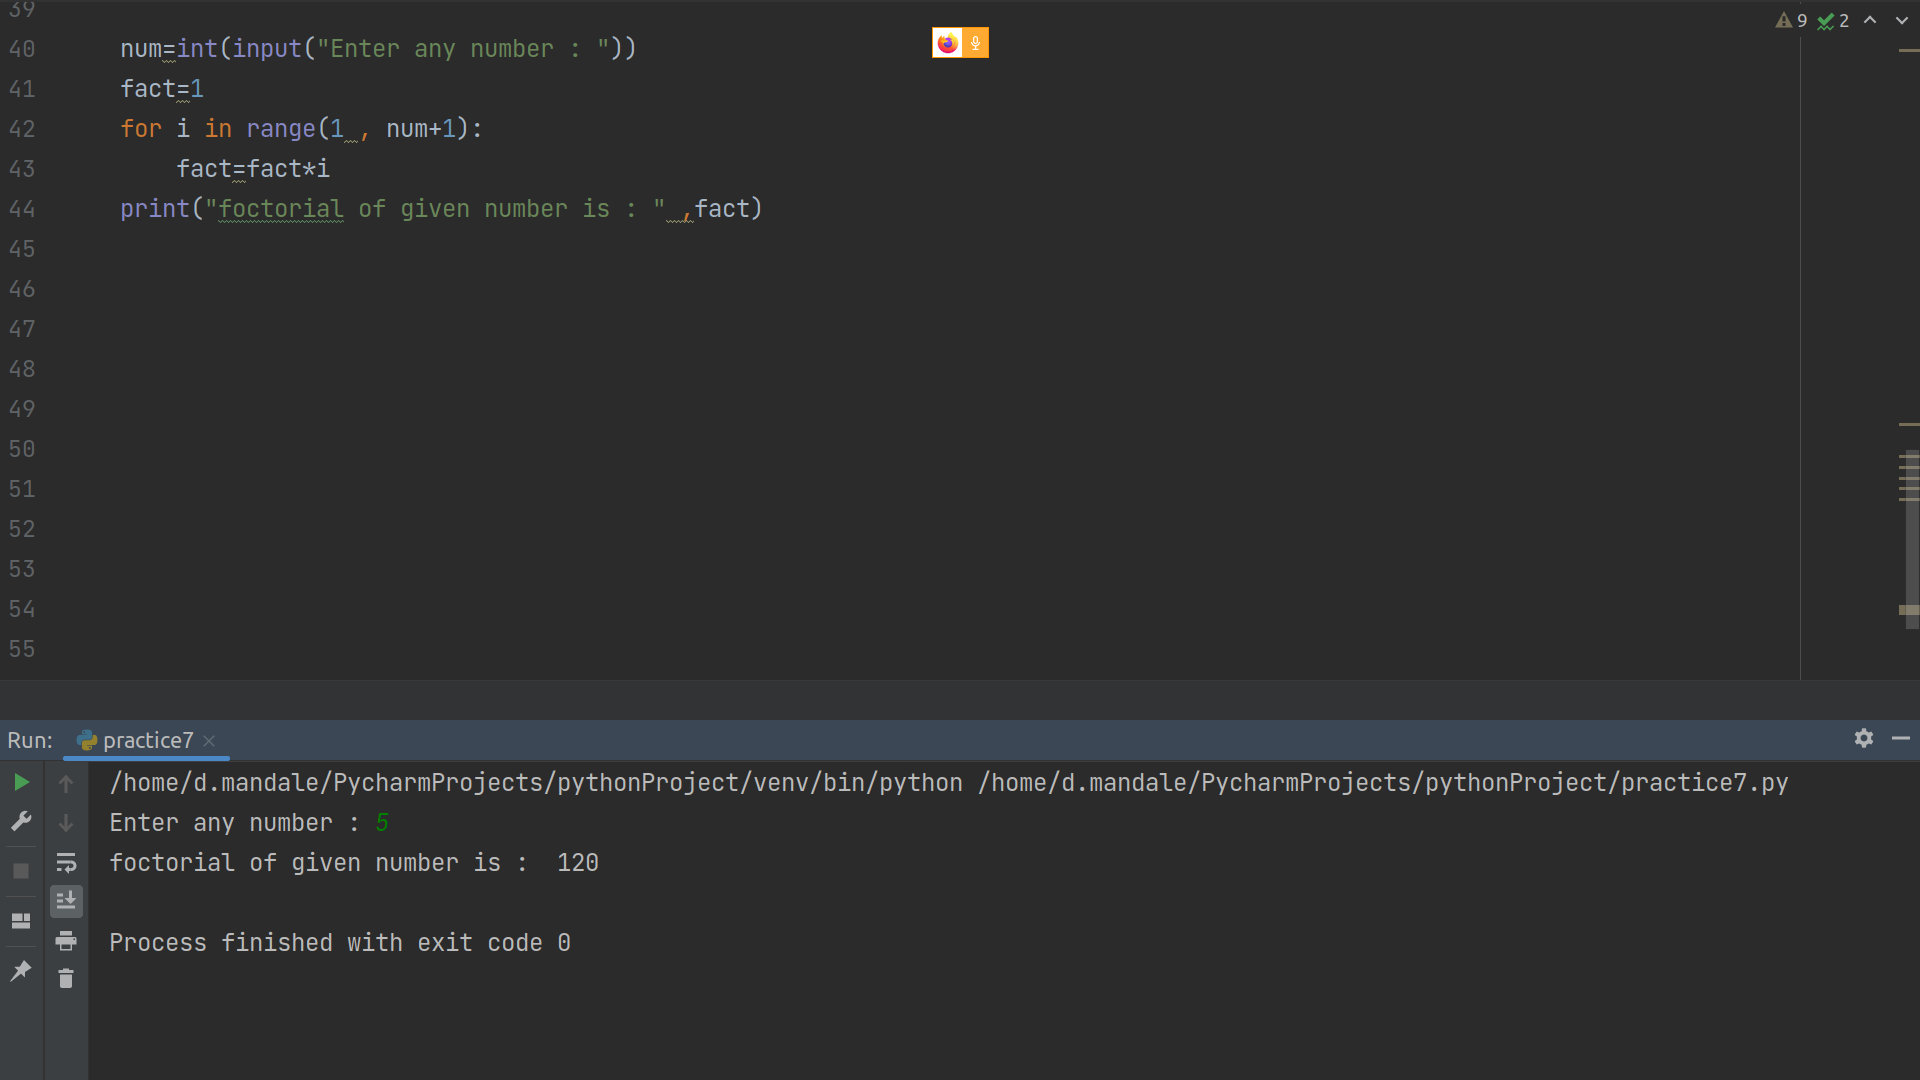 39
9 2
40 num=int(input("Enter any number : "))
41 fact=1
42 for i in range(1 , num+1):
43 fact=fact*i
44 print("foctorial of given number is : " ,fact)
45
46
47
48
49
50
51
52
53
54
55
Run: practice7
/home/d.mandale/PycharmProjects/pythonProject/venv/bin/python /home/d.mandale/PycharmProjects/pythonProject/practice7.py
Enter any number : 5
foctorial of given number is :  120
Process finished with exit code 0